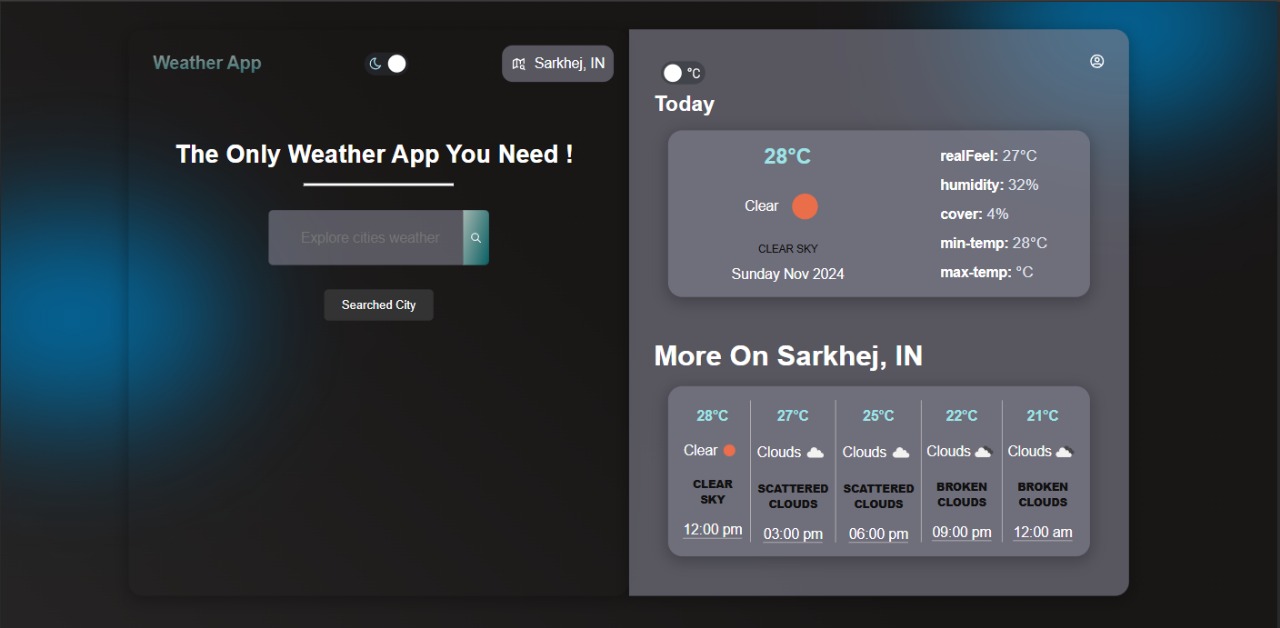 Weather App
Sarkhej, IN
The Only Weather App You Need !
Explore cities weather
Searched City
°C
Today
28°C
Clear
CLEAR SKY
Sunday Nov 2024
realFeel: 27°C
humidity: 32%
cover: 4%
min-temp: 28°C
max-temp: °C
More On Sarkhej, IN
28°C
Clear
CLEAR
SKY
12:00 pm
27°C
Clouds
SCATTERED
CLOUDS
03:00 pm
25°C
Clouds
SCATTERED
CLOUDS
06:00 pm
22°C
Clouds
BROKEN
CLOUDS
09:00 pm
21°C
Clouds
BROKEN
CLOUDS
12:00 am